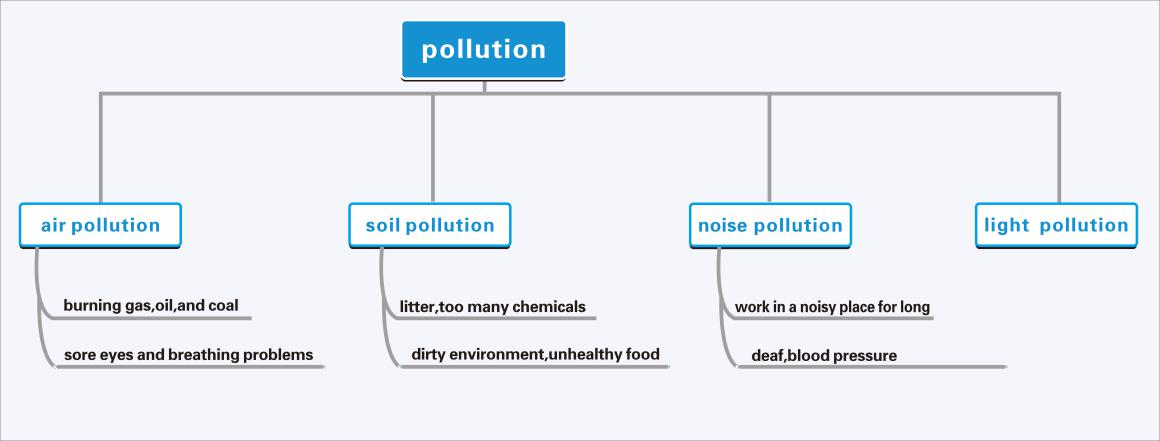 pollution
air pollution
soil pollution
noise pollution
light pollution
burning gas,oil,and coal
litter,too many chemicals
work in a noisy place for long
sore eyes and breathing problems
dirty environment,unhealthy food
deaf,blood pressure